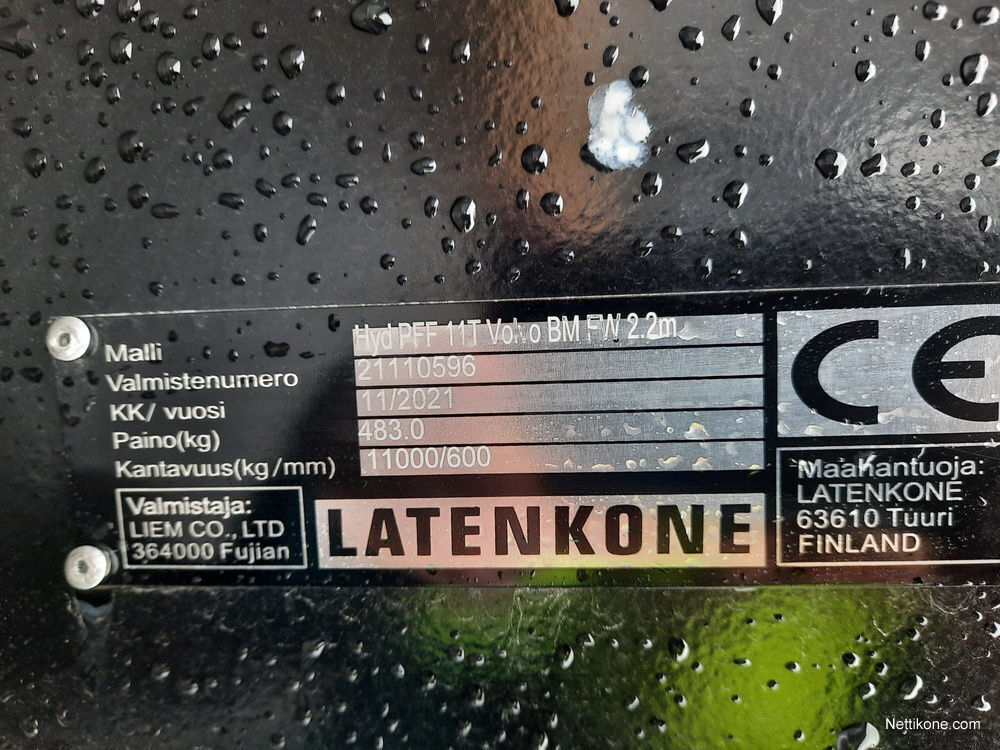 Malli Hyd PFF 11T Volvo BM FW 2.2m
Valmistenumero 21110596
KK/ vuosi 11/2021
Paino(kg) 483.0
Kantavuus(kg/mm) 11000/600
CE
Valmistaja:
LIEM CO., LTD
364000 Fujian
LATENKONE
Maahantuoja:
LATENKONE
63610 Tuuri
FINLAND
Nettikone.com